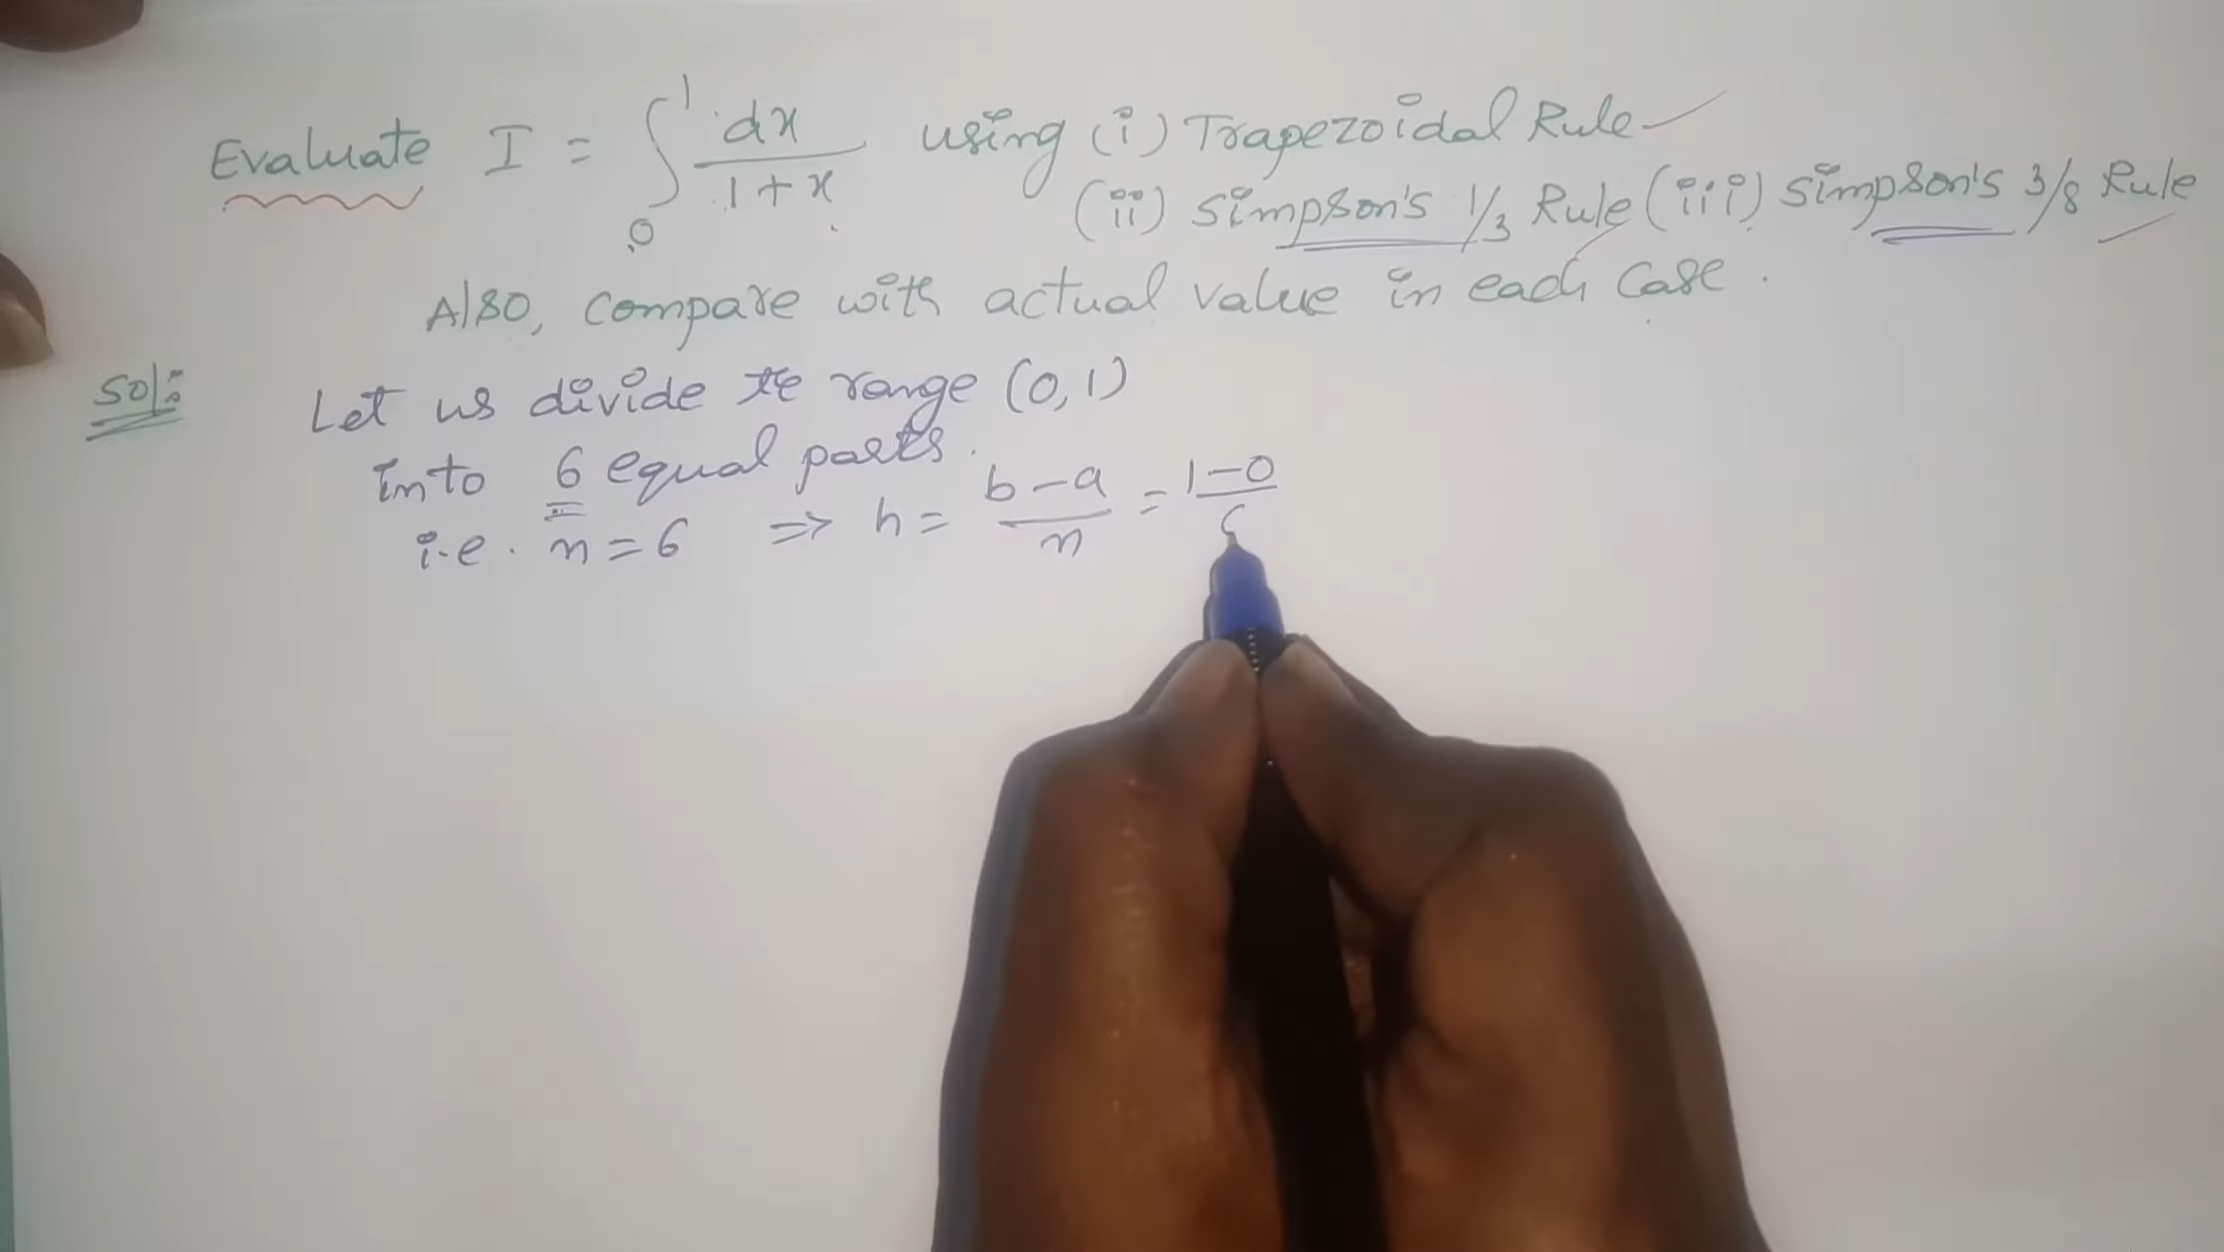 Evaluate I = ∫₀¹ dx/(1+x) using (i) Trapezoidal Rule
(ii) Simpson's 1/3 Rule (iii) Simpson's 3/8 Rule
Also, compare with actual value in each case.
Sol: Let us divide the range (0,1)
into 6 equal parts.
i.e. n=6 ⇒ h = (b-a)/n = (1-0)/6